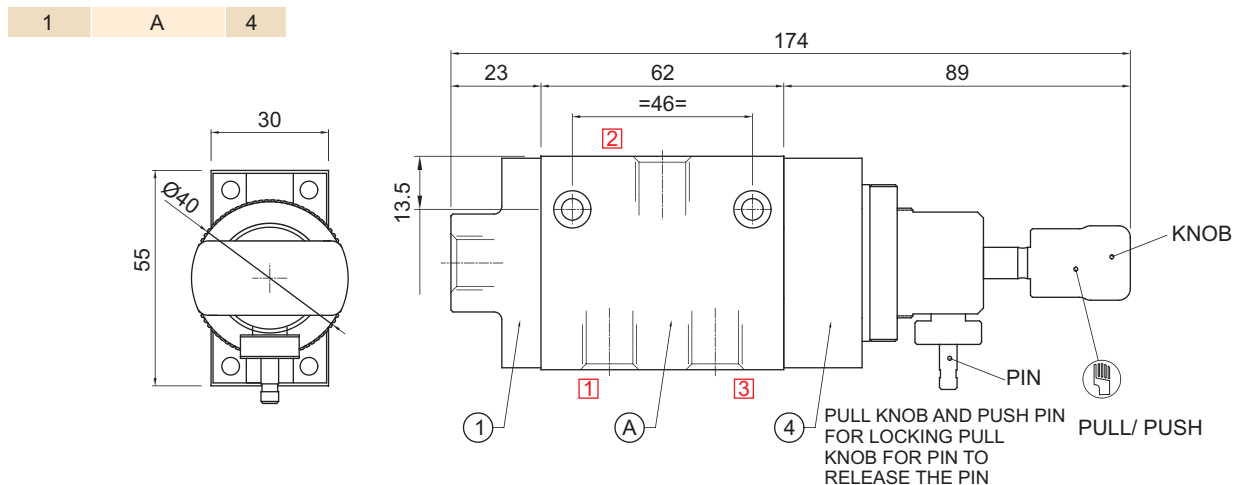 1 A 4
174
23 62 89
=46=
30
2
13.5
Ø40
55
KNOB
PIN
1 3
1 A 4
PULL KNOB AND PUSH PIN
FOR LOCKING PULL
KNOB FOR PIN TO
RELEASE THE PIN
PULL/ PUSH